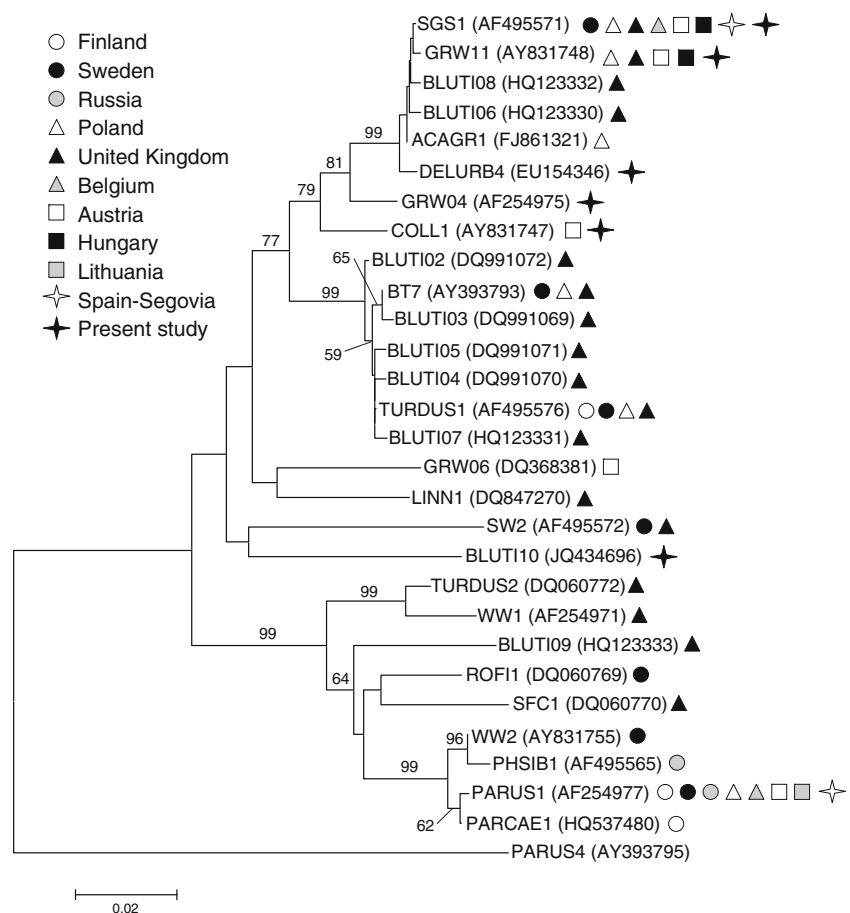 Finland
Sweden
Russia
Poland
United Kingdom
Belgium
Austria
Hungary
Lithuania
Spain-Segovia
Present study
SGS1 (AF495571)
GRW11 (AY831748)
BLUTI08 (HQ123332)
BLUTI06 (HQ123330)
99
ACAGR1 (FJ861321)
81
DELURB4 (EU154346)
79
GRW04 (AF254975)
COLL1 (AY831747)
77
65
BLUTI02 (DQ991072)
99
BT7 (AY393793)
BLUTI03 (DQ991069)
59
BLUTI05 (DQ991071)
BLUTI04 (DQ991070)
TURDUS1 (AF495576)
BLUTI07 (HQ123331)
GRW06 (DQ368381)
LINN1 (DQ847270)
SW2 (AF495572)
BLUTI10 (JQ434696)
99
TURDUS2 (DQ060772)
WW1 (AF254971)
99
BLUTI09 (HQ123333)
64
ROFI1 (DQ060769)
SFC1 (DQ060770)
96
WW2 (AY831755)
99
PHSIB1 (AF495565)
PARUS1 (AF254977)
62
PARCAE1 (HQ537480)
PARUS4 (AY393795)
0.02